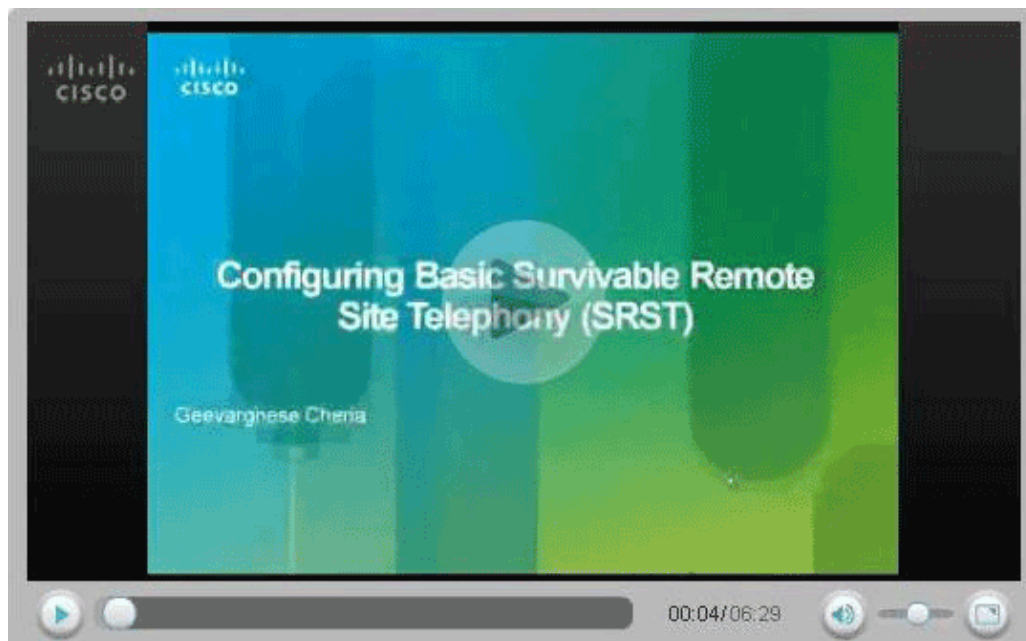 CISCO
CISCO
Configuring Basic Survivable Remote
Site Telephony (SRST)
Geevarghese Cheria
00:04/06:29